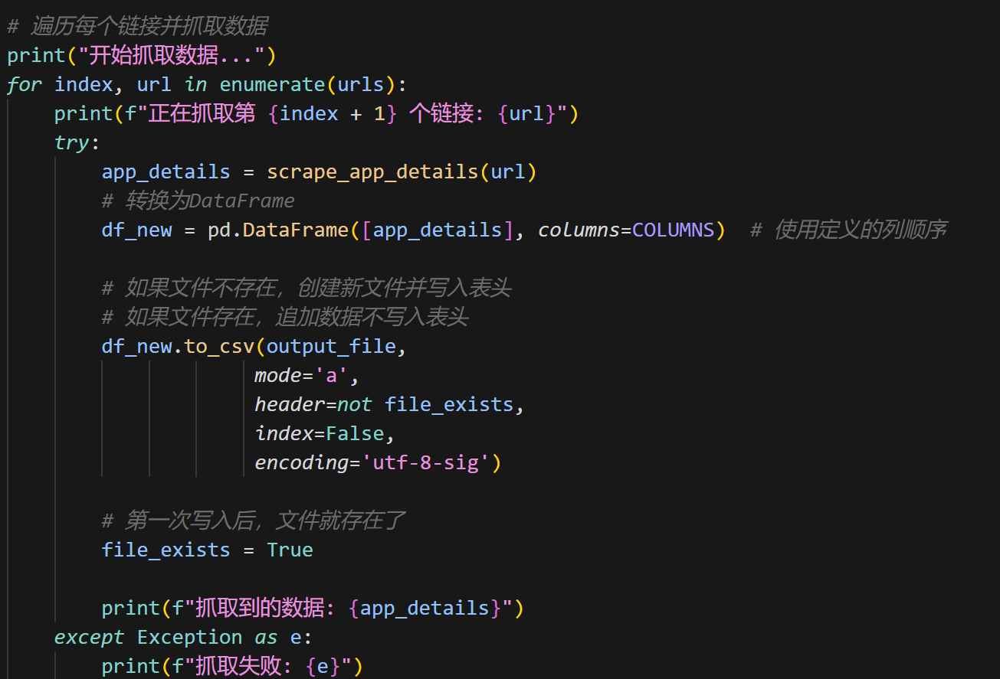 # 遍历每个链接并抓取数据
print("开始抓取数据...")
for index, url in enumerate(urls):
    print(f"正在抓取第 {index + 1} 个链接: {url}")
    try:
        app_details = scrape_app_details(url)
        # 转换为DataFrame
        df_new = pd.DataFrame([app_details], columns=COLUMNS)  # 使用定义的列顺序

        # 如果文件不存在，创建新文件并写入表头
        # 如果文件存在，追加数据不写入表头
        df_new.to_csv(output_file,
                     mode='a',
                     header=not file_exists,
                     index=False,
                     encoding='utf-8-sig')

        # 第一次写入后，文件就存在了
        file_exists = True

        print(f"抓取到的数据: {app_details}")
    except Exception as e:
        print(f"抓取失败: {e}")